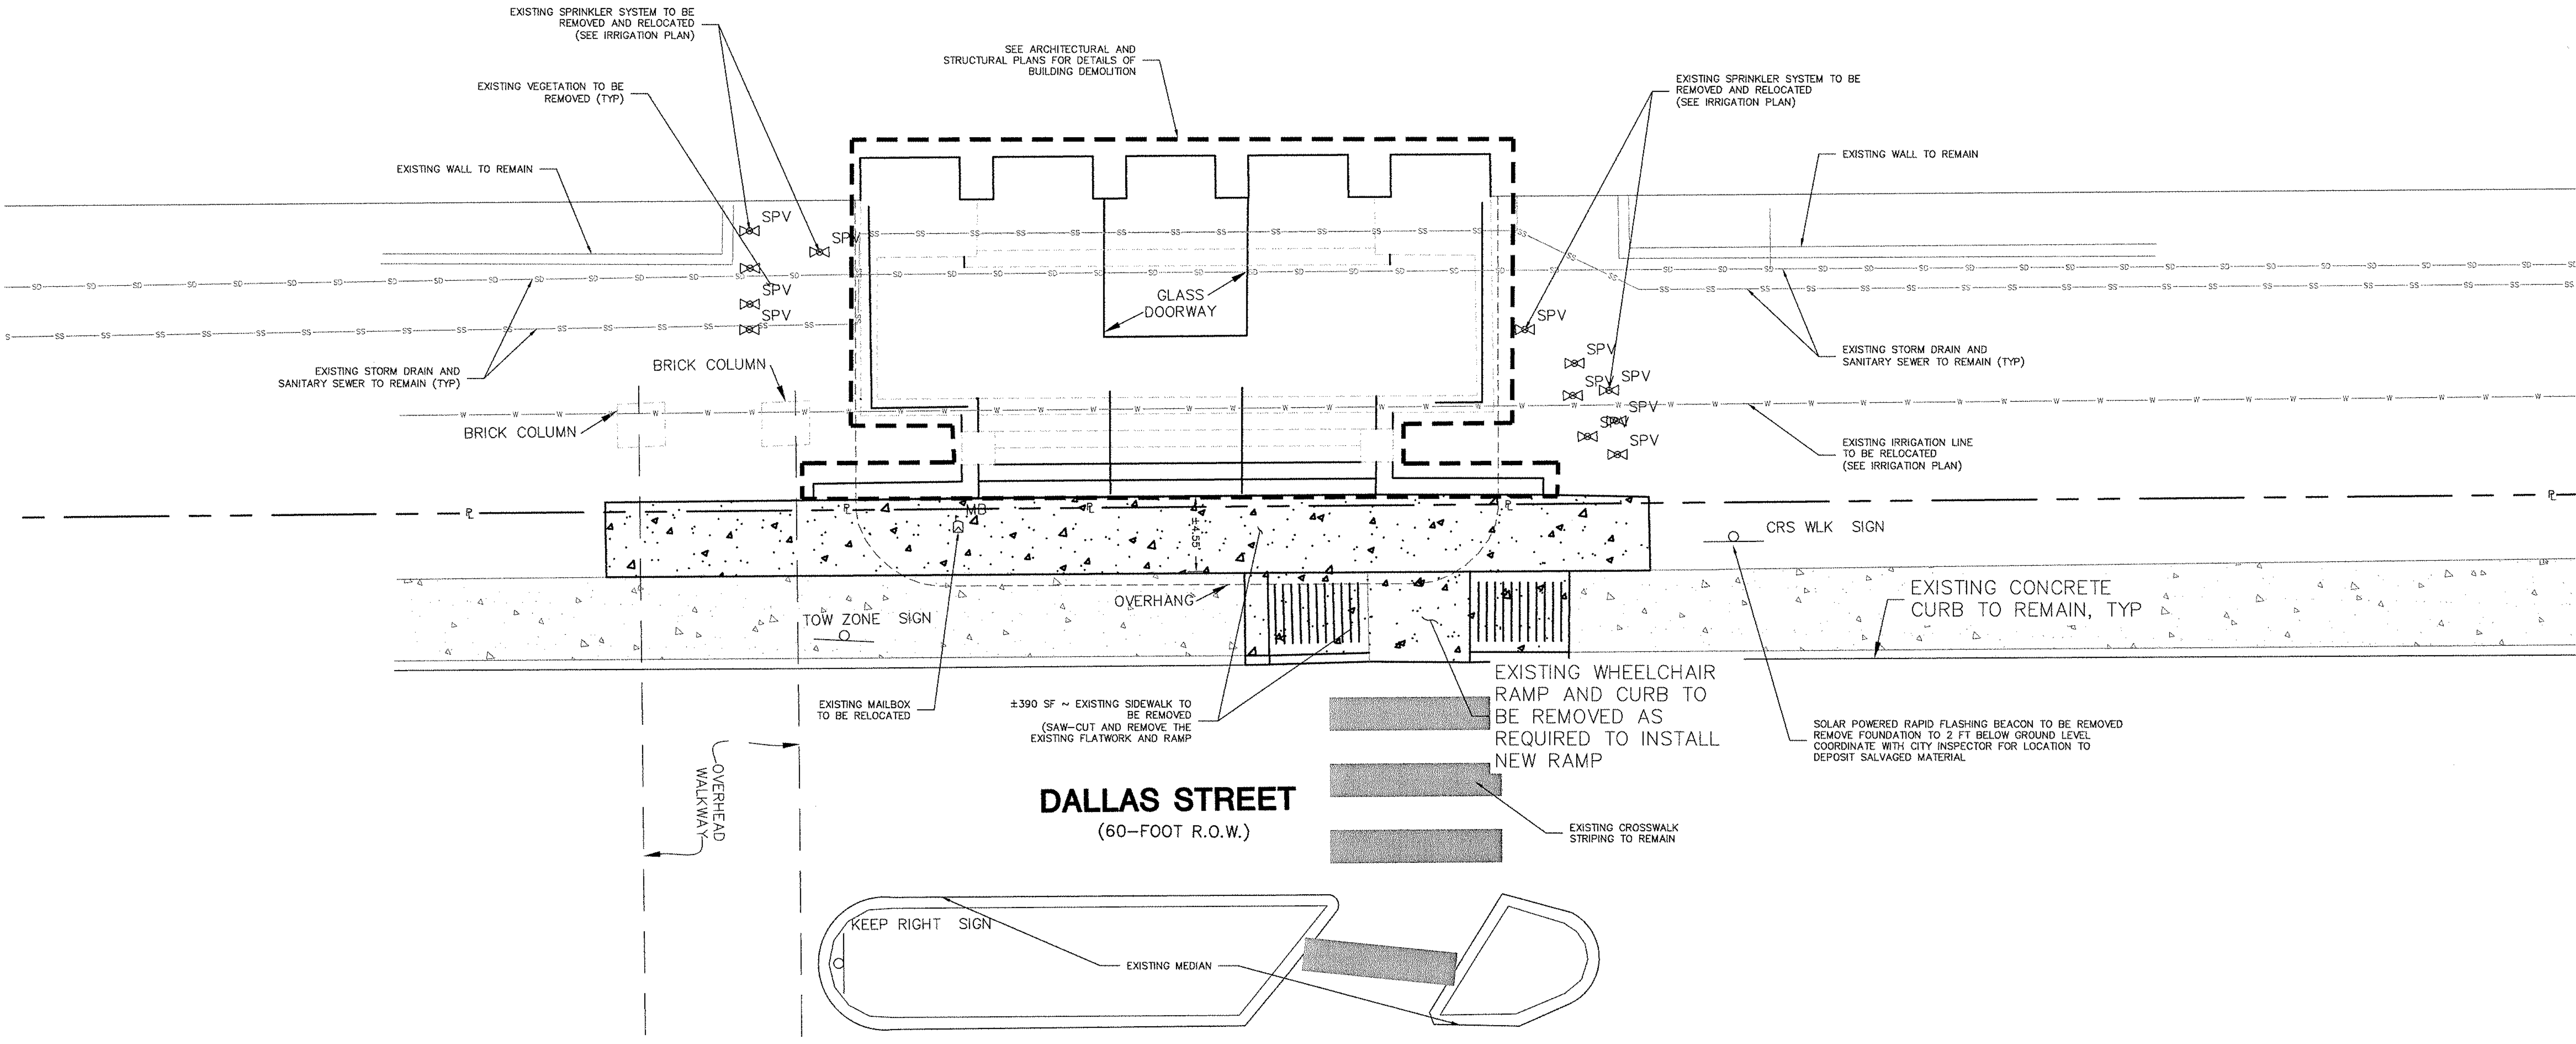 EXISTING SPRINKLER SYSTEM TO BE
REMOVED AND RELOCATED
(SEE IRRIGATION PLAN)
SEE ARCHITECTURAL AND
STRUCTURAL PLANS FOR DETAILS OF
BUILDING DEMOLITION
EXISTING VEGETATION TO BE
REMOVED (TYP)
EXISTING SPRINKLER SYSTEM TO BE
REMOVED AND RELOCATED
(SEE IRRIGATION PLAN)
EXISTING WALL TO REMAIN
EXISTING WALL TO REMAIN
SPV
SPV
SPV
SPV
GLASS
DOORWAY
SPV
SPV
SPV
SPV
SPV
SPV
SPV
EXISTING STORM DRAIN AND
SANITARY SEWER TO REMAIN (TYP)
EXISTING STORM DRAIN AND
SANITARY SEWER TO REMAIN (TYP)
BRICK COLUMN
BRICK COLUMN
EXISTING IRRIGATION LINE
TO BE RELOCATED
(SEE IRRIGATION PLAN)
MB
±4.55'
CRS WLK SIGN
OVERHANG
TOW ZONE SIGN
EXISTING CONCRETE
CURB TO REMAIN, TYP
EXISTING MAILBOX
TO BE RELOCATED
±390 SF ~ EXISTING SIDEWALK TO
BE REMOVED
(SAW-CUT AND REMOVE THE
EXISTING FLATWORK AND RAMP
EXISTING WHEELCHAIR
RAMP AND CURB TO
BE REMOVED AS
REQUIRED TO INSTALL
NEW RAMP
SOLAR POWERED RAPID FLASHING BEACON TO BE REMOVED
REMOVE FOUNDATION TO 2 FT BELOW GROUND LEVEL
COORDINATE WITH CITY INSPECTOR FOR LOCATION TO
DEPOSIT SALVAGED MATERIAL
OVERHEAD
WALKWAY
DALLAS STREET
(60-FOOT R.O.W.)
EXISTING CROSSWALK
STRIPING TO REMAIN
KEEP RIGHT SIGN
EXISTING MEDIAN